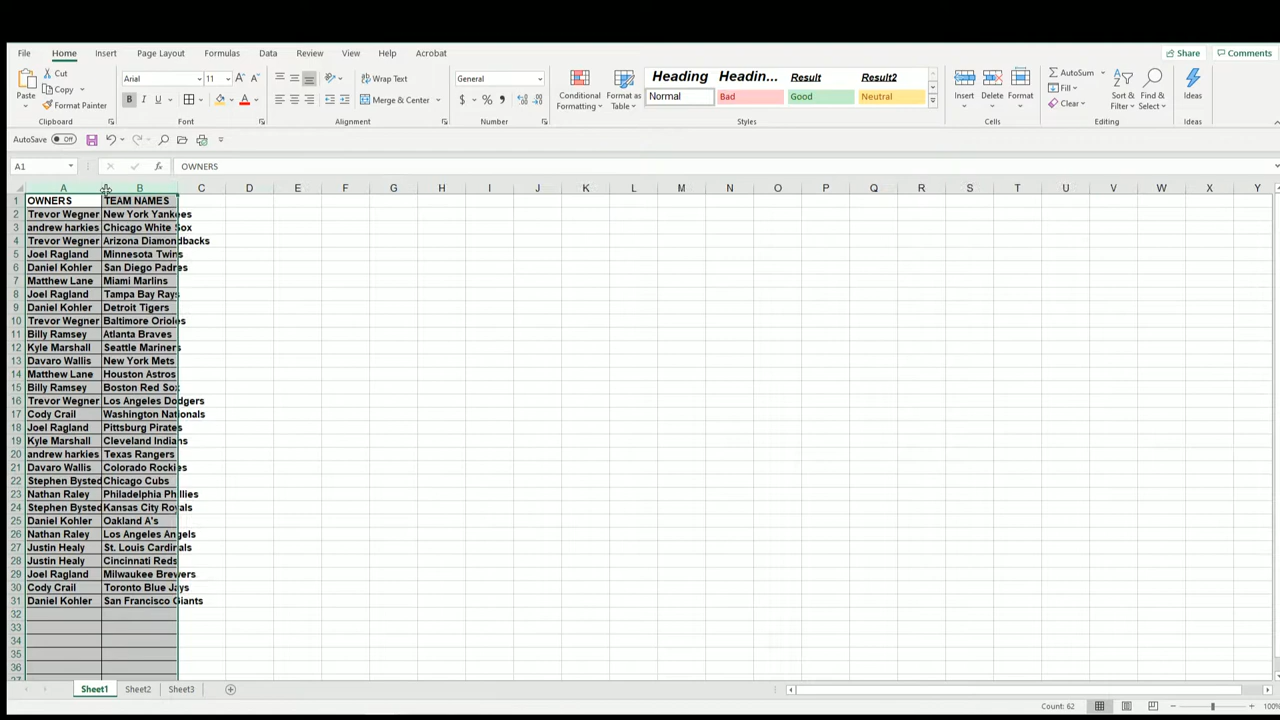 File Home Insert Page Layout Formulas Data Review View Help Acrobat Share Comments
Paste Cut Arial 11 Wrap Text General Conditional Formatting Format as Table Heading Headin... Result Result2 Insert Delete Format AutoSum Sort & Filter Find & Select Ideas
Copy Format Painter B I U Merge & Center $ % Normal Bad Good Neutral Fill Clear
Clipboard Font Alignment Number Styles Cells Editing Ideas
AutoSave Off
A1 fx OWNERS
A B C D E F G H I J K L M N O P Q R S T U V W X Y
1 OWNERS TEAM NAMES
2 Trevor Wegner New York Yankees
3 andrew harkies Chicago White Sox
4 Trevor Wegner Arizona Diamondbacks
5 Joel Ragland Minnesota Twins
6 Daniel Kohler San Diego Padres
7 Matthew Lane Miami Marlins
8 Joel Ragland Tampa Bay Rays
9 Daniel Kohler Detroit Tigers
10 Trevor Wegner Baltimore Orioles
11 Billy Ramsey Atlanta Braves
12 Kyle Marshall Seattle Mariners
13 Davaro Wallis New York Mets
14 Matthew Lane Houston Astros
15 Billy Ramsey Boston Red Sox
16 Trevor Wegner Los Angeles Dodgers
17 Cody Crail Washington Nationals
18 Joel Ragland Pittsburg Pirates
19 Kyle Marshall Cleveland Indians
20 andrew harkies Texas Rangers
21 Davaro Wallis Colorado Rockies
22 Stephen Bysted Chicago Cubs
23 Nathan Raley Philadelphia Phillies
24 Stephen Bysted Kansas City Royals
25 Daniel Kohler Oakland A's
26 Nathan Raley Los Angeles Angels
27 Justin Healy St. Louis Cardinals
28 Justin Healy Cincinnati Reds
29 Joel Ragland Milwaukee Brewers
30 Cody Crail Toronto Blue Jays
31 Daniel Kohler San Francisco Giants
32
33
34
35
36
Sheet1 Sheet2 Sheet3
Count: 62 100%